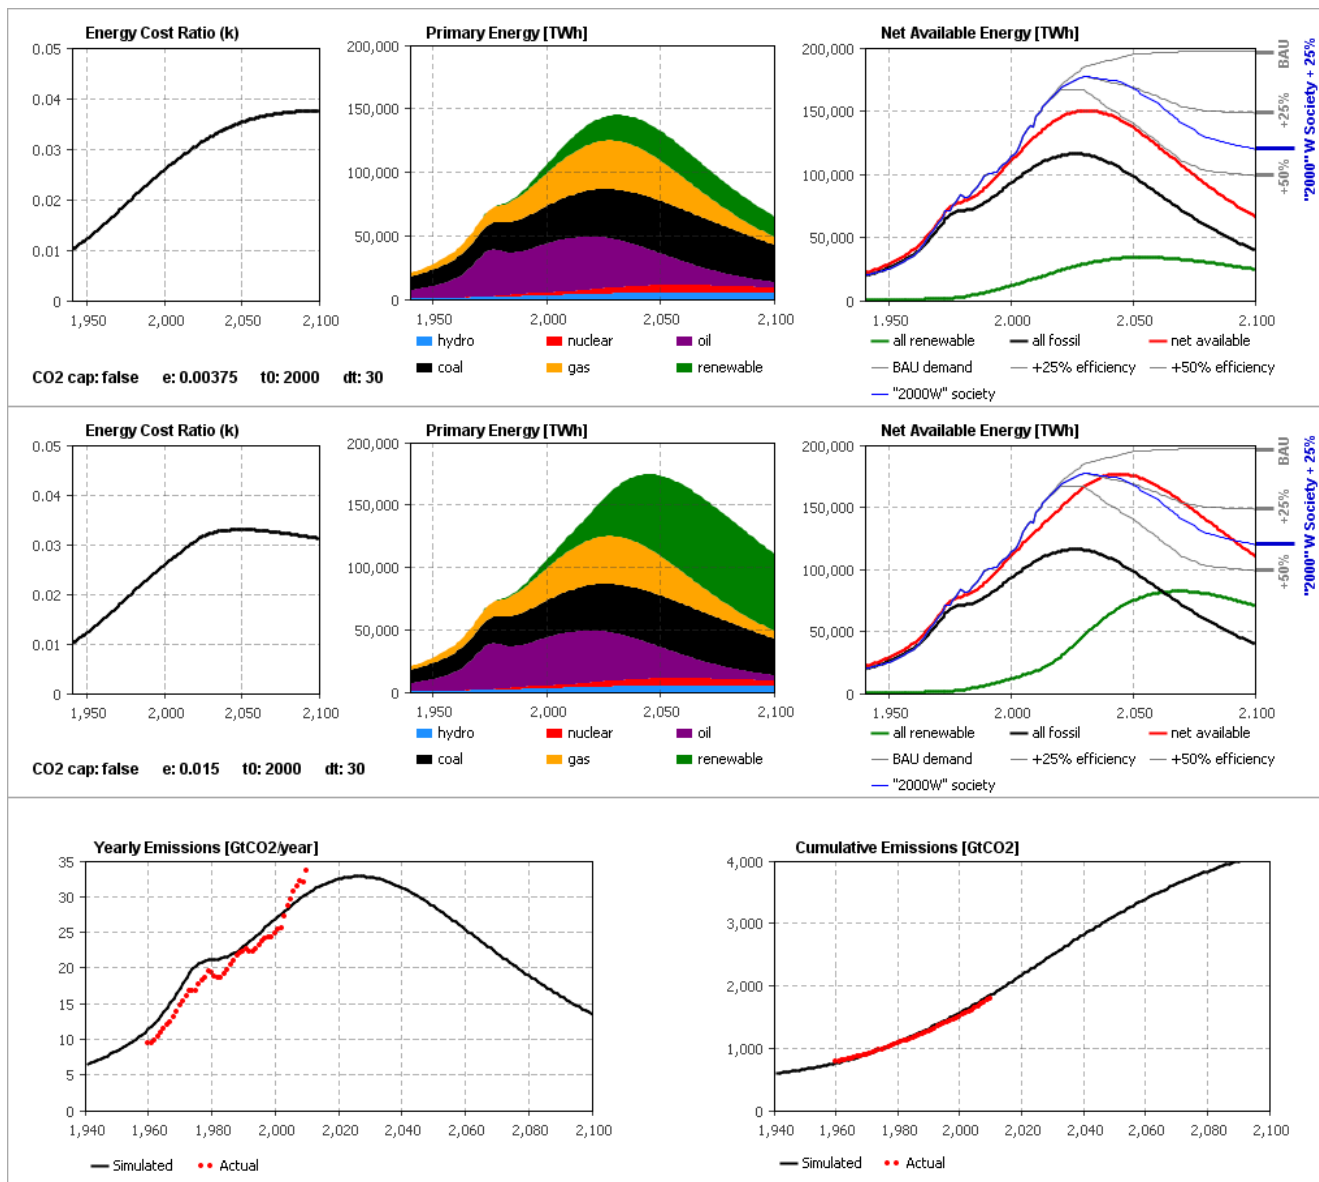 Energy Cost Ratio (k)
0.05
0.04
0.03
0.02
0.01
0
1,950 2,000 2,050 2,100
CO2 cap: false e: 0.00375 t0: 2000 dt: 30
Primary Energy [TWh]
200,000
150,000
100,000
50,000
0
1,950 2,000 2,050 2,100
hydro nuclear oil
coal gas renewable
Net Available Energy [TWh]
200,000
150,000
100,000
50,000
0
1.950 2.000 2.050 2.100
BAU
+25%
+50%
"2000" W Society + 25%
all renewable all fossil net available
BAU demand +25% efficiency +50% efficiency
"2000W" society
Energy Cost Ratio (k)
0.05
0.04
0.03
0.02
0.01
0
1,950 2,000 2,050 2,100
CO2 cap: false e: 0.015 t0: 2000 dt: 30
Primary Energy [TWh]
200,000
150,000
100,000
50,000
0
1,950 2,000 2,050 2,100
hydro nuclear oil
coal gas renewable
Net Available Energy [TWh]
200,000
150,000
100,000
50,000
0
1.950 2.000 2.050 2.100
BAU
+25%
+50%
"2000" W Society + 25%
all renewable all fossil net available
BAU demand +25% efficiency +50% efficiency
"2000W" society
Yearly Emissions [GtCO2/year]
35
30
25
20
15
10
5
0
1,940 1,960 1,980 2,000 2,020 2,040 2,060 2,080 2,100
Simulated Actual
Cumulative Emissions [GtCO2]
4,000
3,000
2,000
1,000
0
1,940 1,960 1,980 2,000 2,020 2,040 2,060 2,080 2,100
Simulated Actual